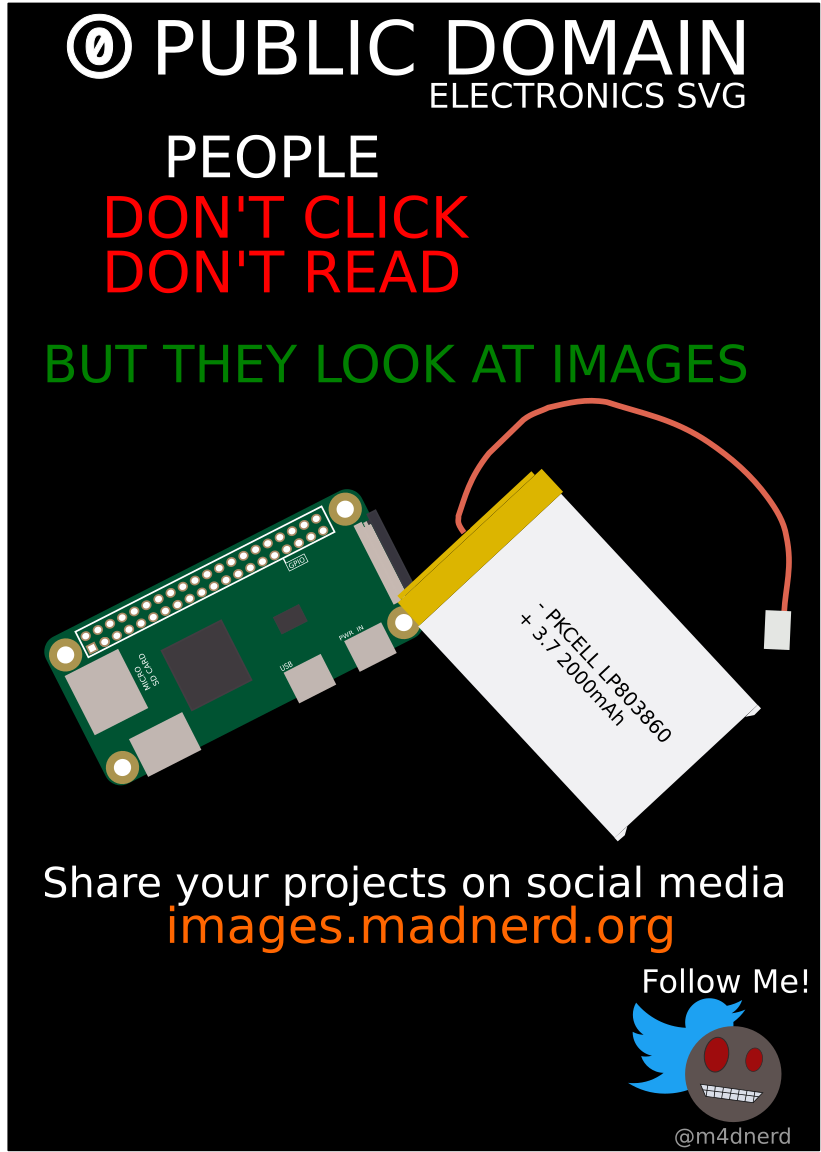 PUBLIC DOMAIN
ELECTRONICS SVG
PEOPLE
DON'T CLICK
DON'T READ
BUT THEY LOOK AT IMAGES
GPIO
MICRO
SD CARD
USB
PWR IN
- PKCELL LP803860
+ 3.7 2000mAh
Share your projects on social media
images.madnerd.org
Follow Me!
@m4dnerd